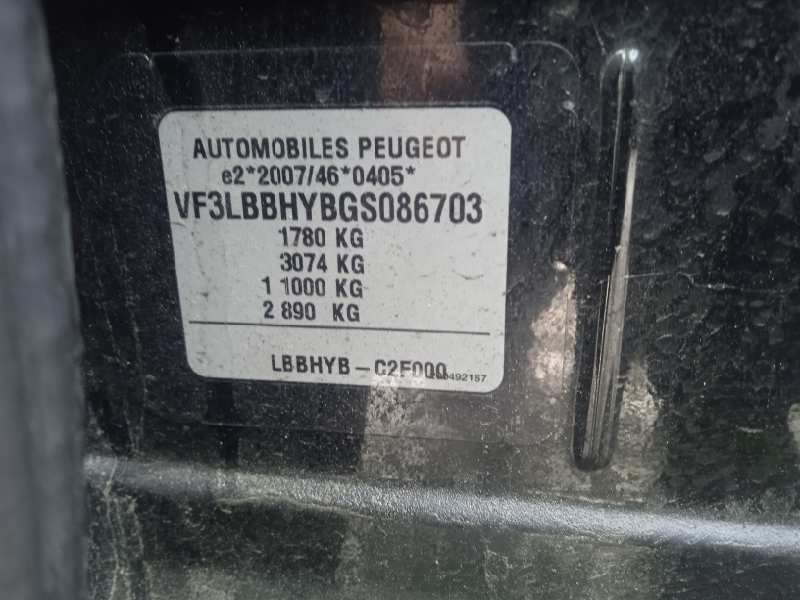 AUTOMOBILES PEUGEOT
e2*2007/46*0405*
VF3LBBHYBGS086703
1780 KG
3074 KG
1 1000 KG
2 890 KG
LBBHYB - C2F000